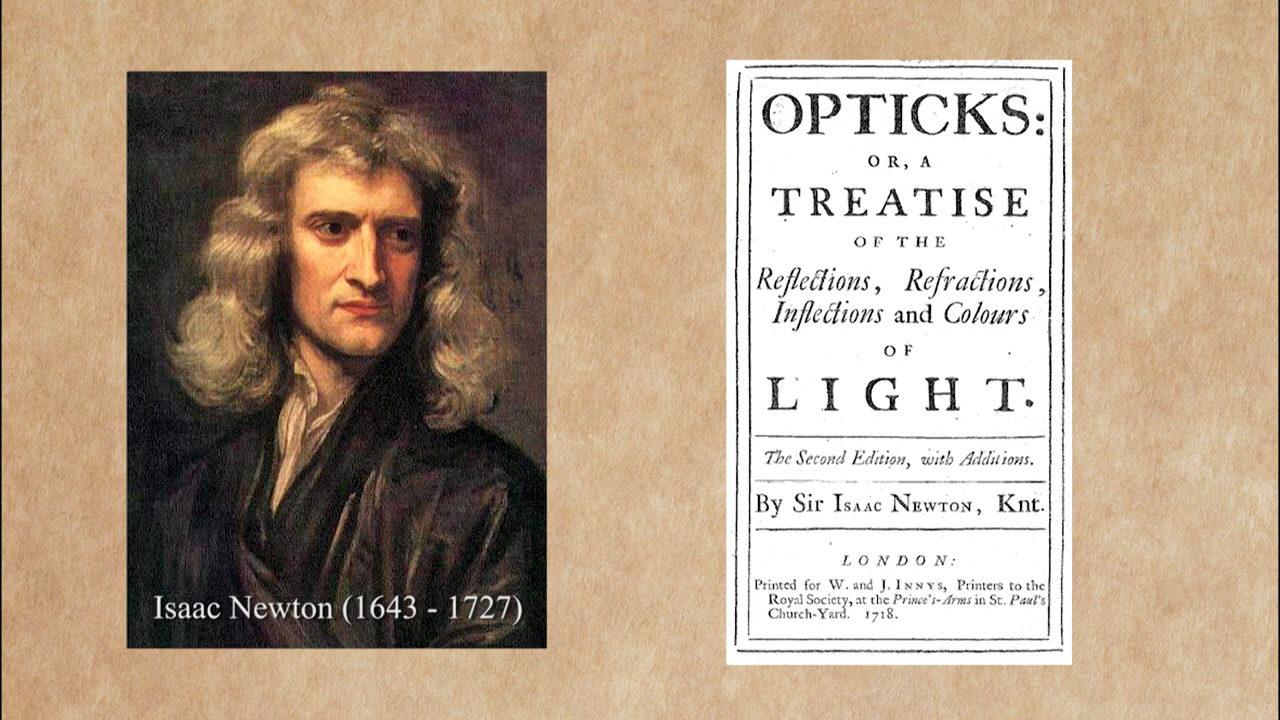 Isaac Newton (1643 - 1727)
OPTICKS:
OR, A
TREATISE
OF THE
Reflections, Refractions,
Inflections and Colours
OF
LIGHT.
The Second Edition, with Additions.
By Sir ISAAC NEWTON, Knt.
LONDON:
Printed for W. and J. INNYS, Printers to the
Royal Society, at the Prince's-Arms in St. Paul's
Church-Yard. 1718.